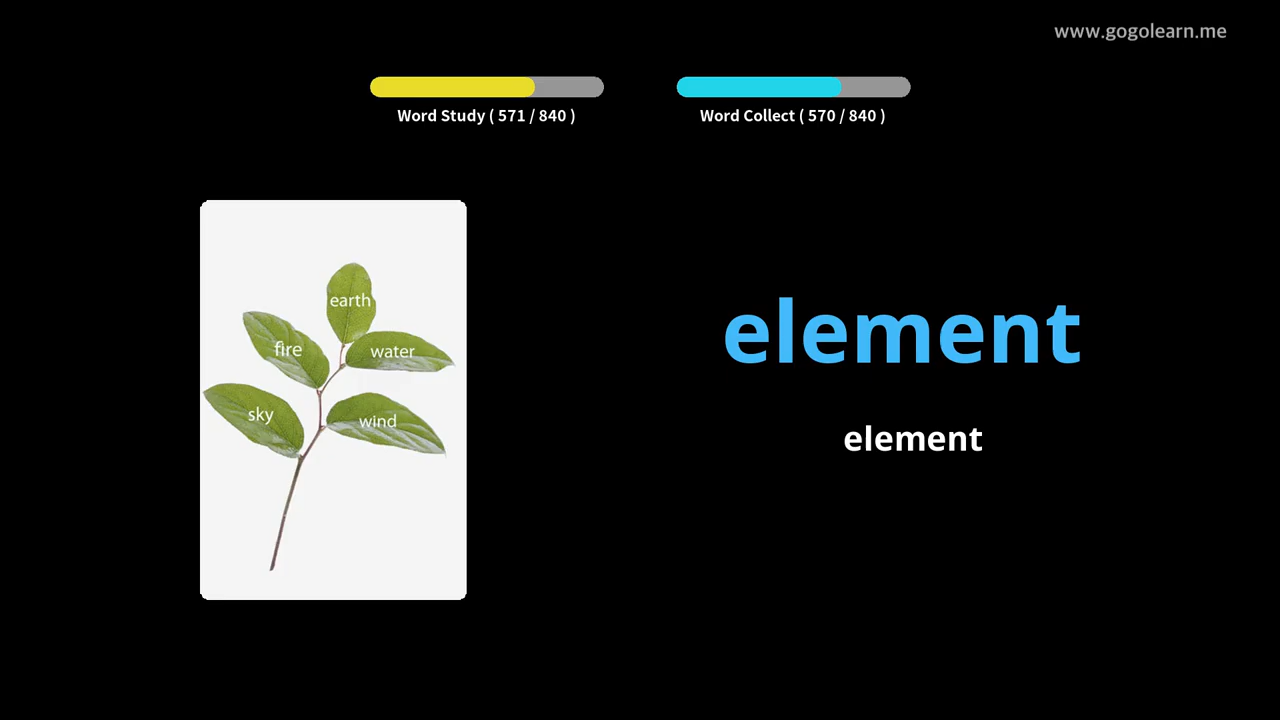 www.gogolearn.me
Word Study ( 571 / 840 )
Word Collect ( 570 / 840 )
earth
fire
water
sky
wind
element
element